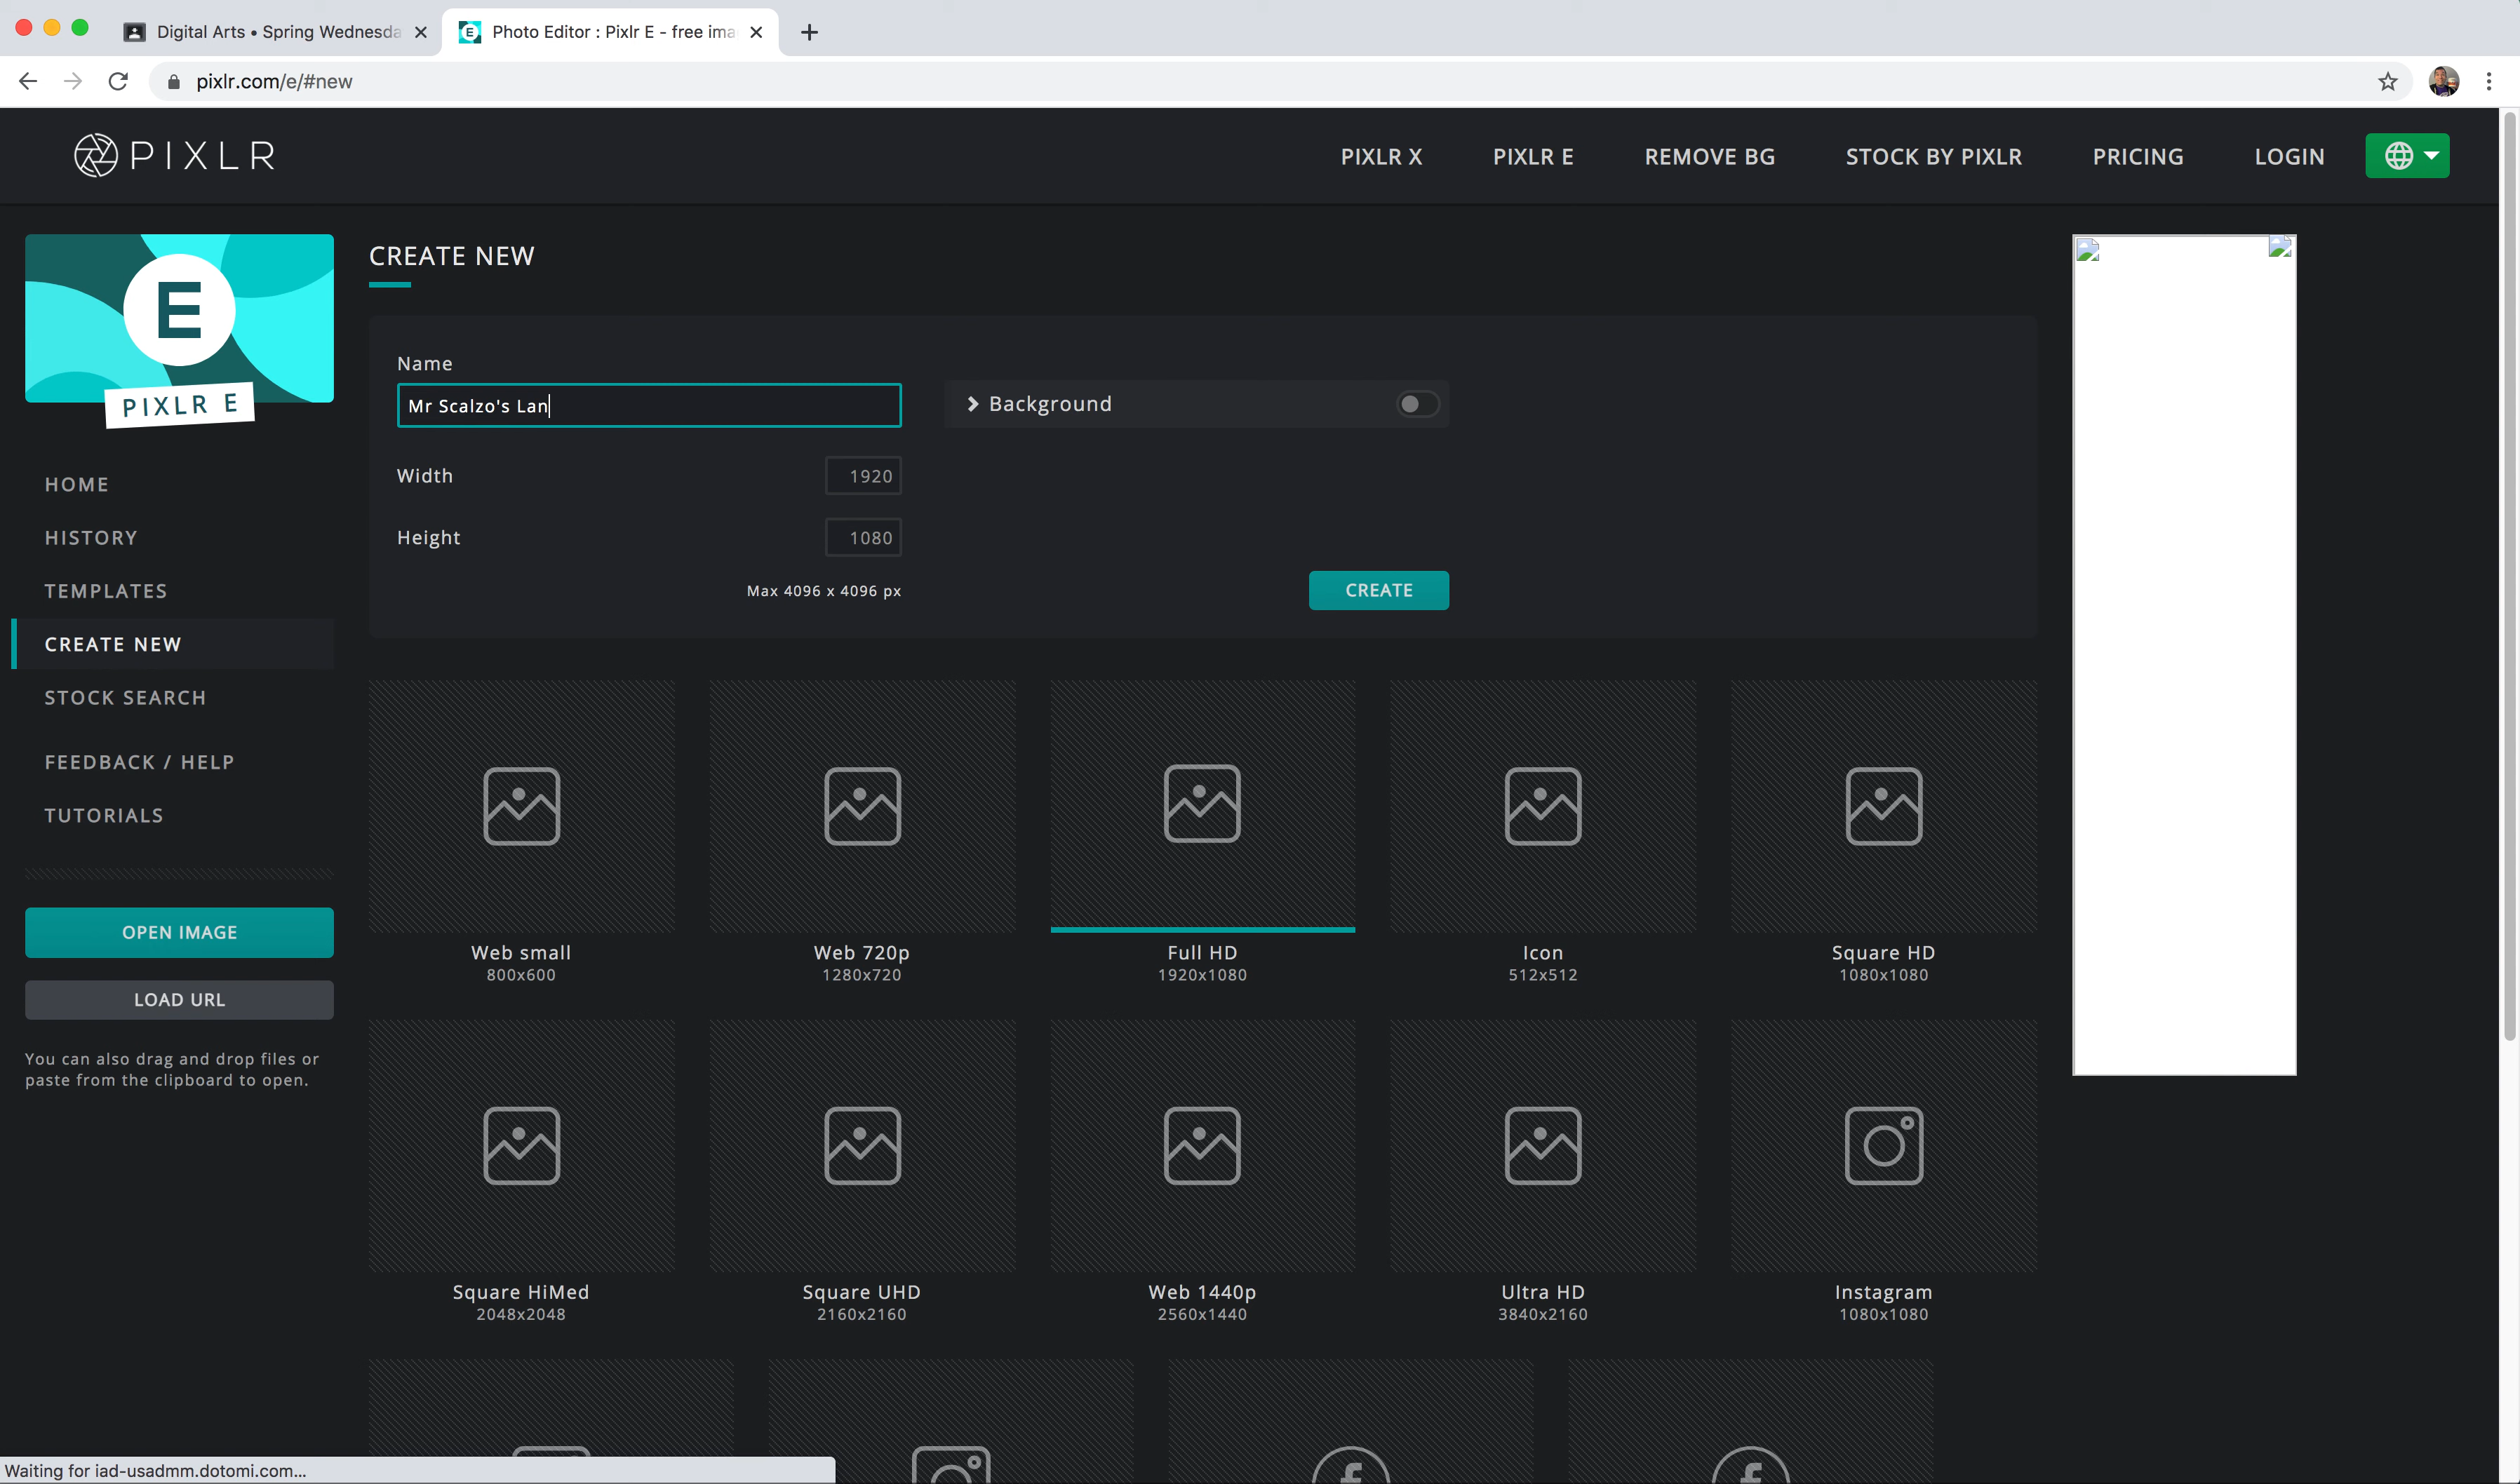 Digital Arts • Spring Wednesda
Photo Editor : Pixlr E - free ima
pixlr.com/e/#new
PIXLR
PIXLR X
PIXLR E
REMOVE BG
STOCK BY PIXLR
PRICING
LOGIN
E
PIXLR E
HOME
HISTORY
TEMPLATES
CREATE NEW
STOCK SEARCH
FEEDBACK / HELP
TUTORIALS
OPEN IMAGE
LOAD URL
You can also drag and drop files or
paste from the clipboard to open.
CREATE NEW
Name
Mr Scalzo's Lan
Background
Width
1920
Height
1080
Max 4096 x 4096 px
CREATE
Web small
800x600
Web 720p
1280x720
Full HD
1920x1080
Icon
512x512
Square HD
1080x1080
Square HiMed
2048x2048
Square UHD
2160x2160
Web 1440p
2560x1440
Ultra HD
3840x2160
Instagram
1080x1080
Waiting for iad-usadmm.dotomi.com...